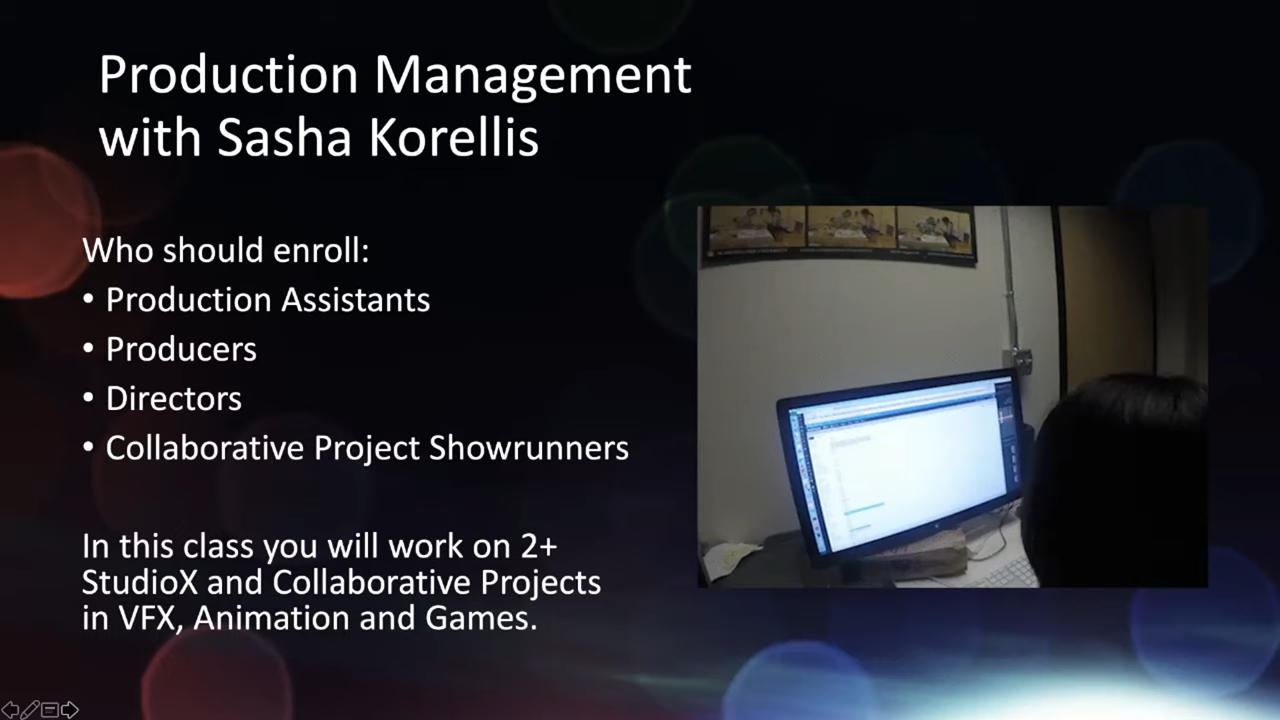 Production Management
with Sasha Korellis
Who should enroll:
• Production Assistants
• Producers
• Directors
• Collaborative Project Showrunners
In this class you will work on 2+
StudioX and Collaborative Projects
in VFX, Animation and Games.